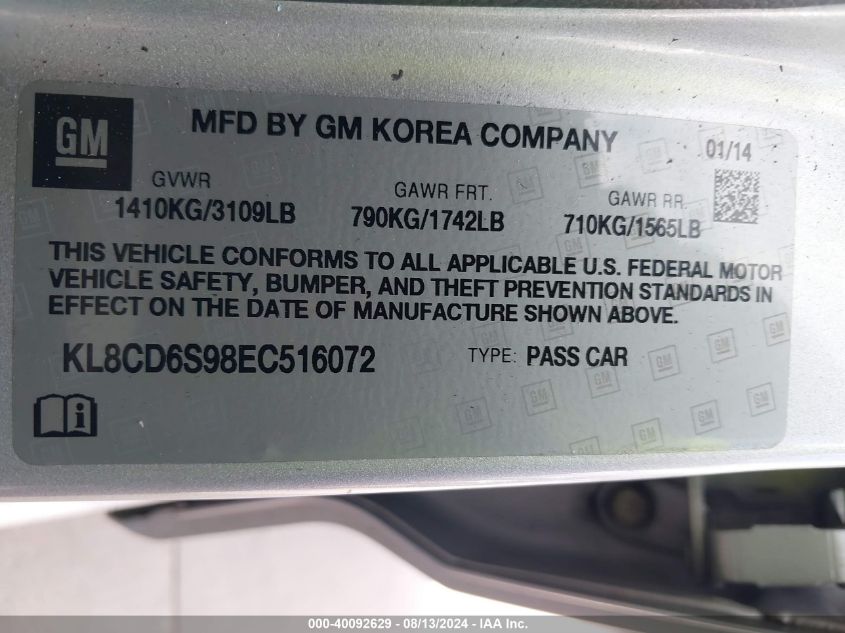 GM
MFD BY GM KOREA COMPANY
01/14
GVWR
GAWR FRT.
GAWR RR.
1410KG/3109LB
790KG/1742LB
710KG/1565LB
THIS VEHICLE CONFORMS TO ALL APPLICABLE U.S. FEDERAL MOTOR
VEHICLE SAFETY, BUMPER, AND THEFT PREVENTION STANDARDS IN
EFFECT ON THE DATE OF MANUFACTURE SHOWN ABOVE.
KL8CD6S98EC516072
TYPE: PASS CAR
000-40092629 - 08/13/2024 - IAA Inc.